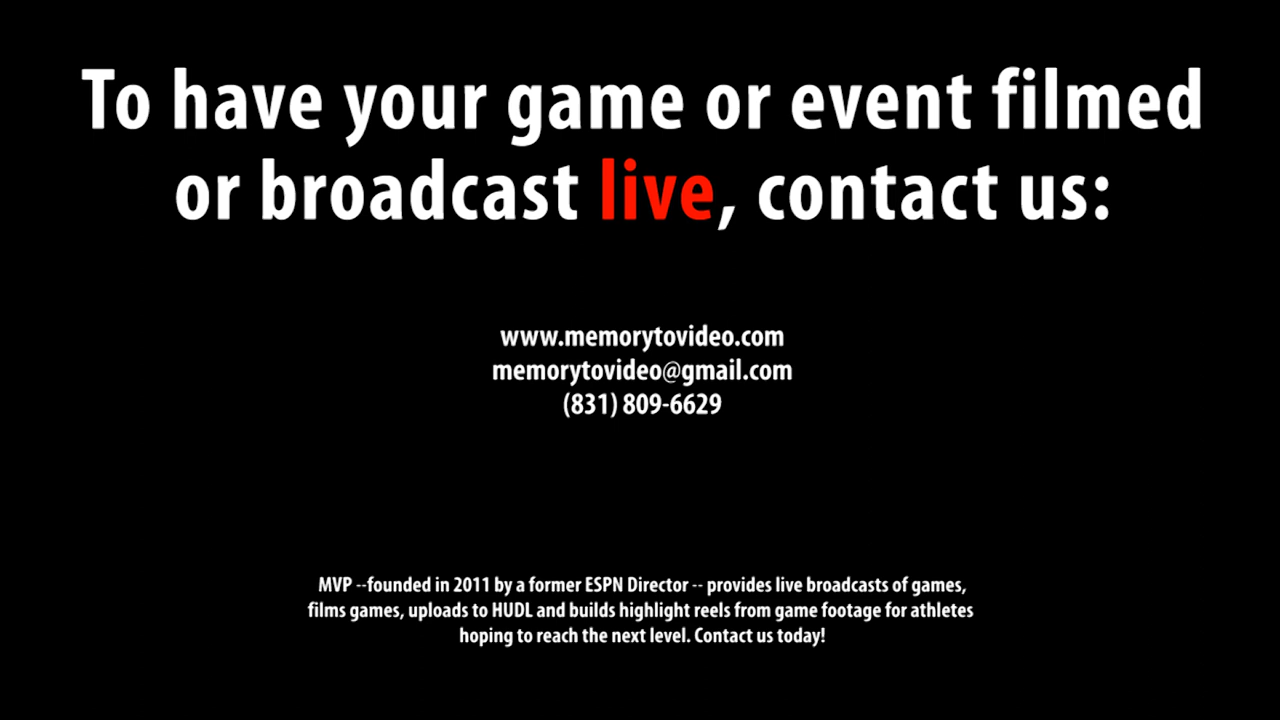 To have your game or event filmed
or broadcast live, contact us:
www.memorytovideo.com
memorytovideo@gmail.com
(831) 809-6629
MVP --founded in 2011 by a former ESPN Director -- provides live broadcasts of games,
films games, uploads to HUDL and builds highlight reels from game footage for athletes
hoping to reach the next level. Contact us today!